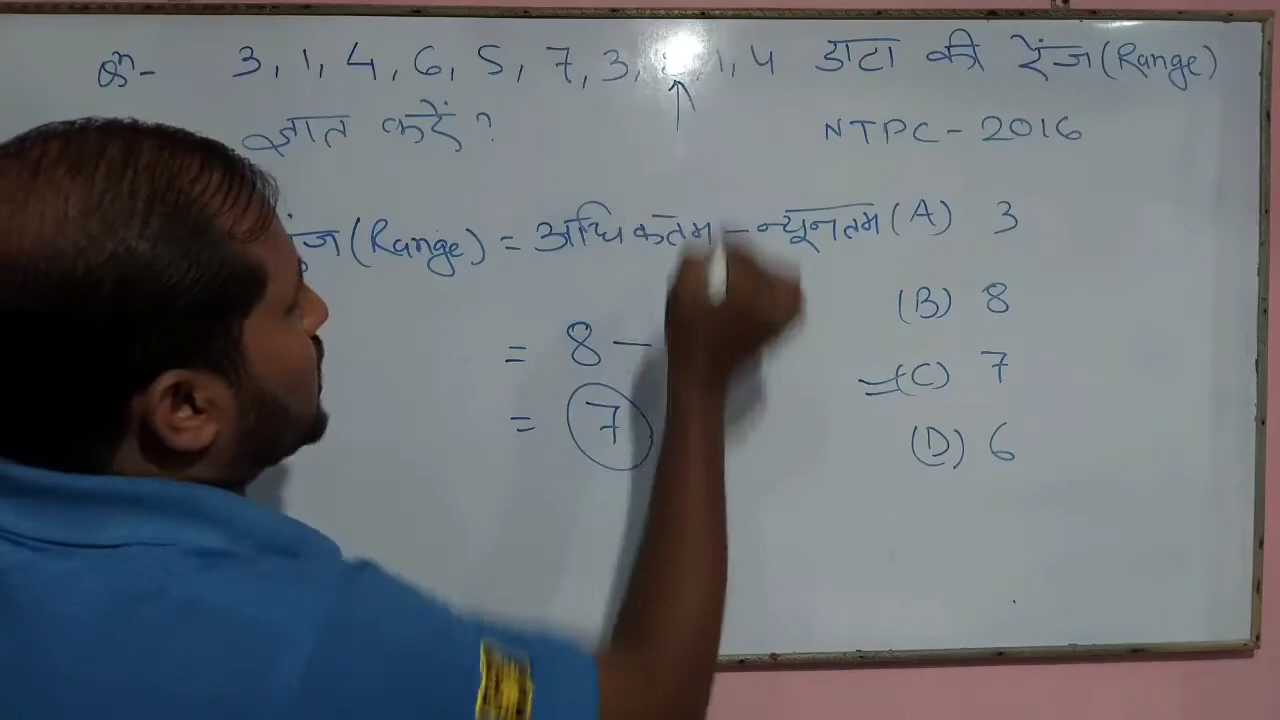 प्रश्न- 3, 1, 4, 6, 5, 7, 3, 1, 4 डाटा की रेंज (Range)
ज्ञात करें ?
NTPC - 2016
(Range) = अधिकतम - न्यूनतम
(A) 3
= 8 -
(B) 8
= 7
(C) 7
(D) 6